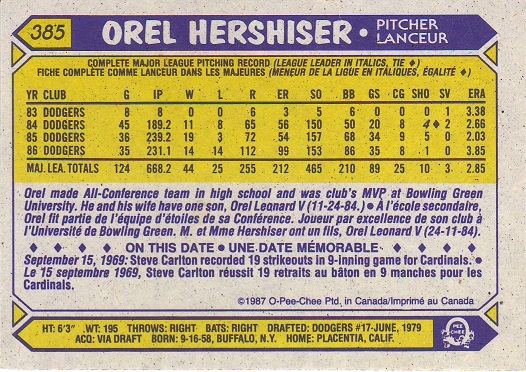 385
OREL HERSHISER • PITCHER
LANCEUR
COMPLETE MAJOR LEAGUE PITCHING RECORD (LEAGUE LEADER IN ITALICS, TIE ♦)
FICHE COMPLÈTE COMME LANCEUR DANS LES MAJEURES (MENEUR DE LA LIGUE EN ITALIQUES, ÉGALITÉ ♦)
YR CLUB G IP W L R ER SO BB GS CG SHO SV ERA
83 DODGERS 8 8 0 0 6 3 5 6 0 0 0 1 3.38
84 DODGERS 45 189.2 11 8 65 56 150 50 20 8 4♦ 2 2.66
85 DODGERS 36 239.2 19 3 72 54 157 68 34 9 5 0 2.03
86 DODGERS 35 231.1 14 14 112 99 153 86 35 8 1 0 3.85
MAJ. LEA. TOTALS 124 668.2 44 25 255 212 465 210 89 25 10 3 2.85
Orel made All-Conference team in high school and was club's MVP at Bowling Green
University. He and his wife have one son, Orel Leonard V (11-24-84.) • À l'école secondaire,
Orel fit partie de l'équipe d'étoiles de sa Conférence. Joueur par excellence de son club à
l'Université de Bowling Green. M. et Mme Hershiser ont un fils, Orel Leonard V (24-11-84).
♦ ♦ ♦ ♦ ON THIS DATE • UNE DATE MÉMORABLE ♦ ♦ ♦ ♦
September 15, 1969: Steve Carlton recorded 19 strikeouts in 9-inning game for Cardinals. •
Le 15 septembre 1969, Steve Carlton réussit 19 retraits au bâton en 9 manches pour les
Cardinals.
©1987 O-Pee-Chee Ptd. in Canada/Imprimé au Canada
HT: 6'3" WT: 195 THROWS: RIGHT BATS: RIGHT DRAFTED: DODGERS #17-JUNE, 1979
ACQ: VIA DRAFT BORN: 9-16-58, BUFFALO, N.Y. HOME: PLACENTIA, CALIF.
O-PEE-CHEE